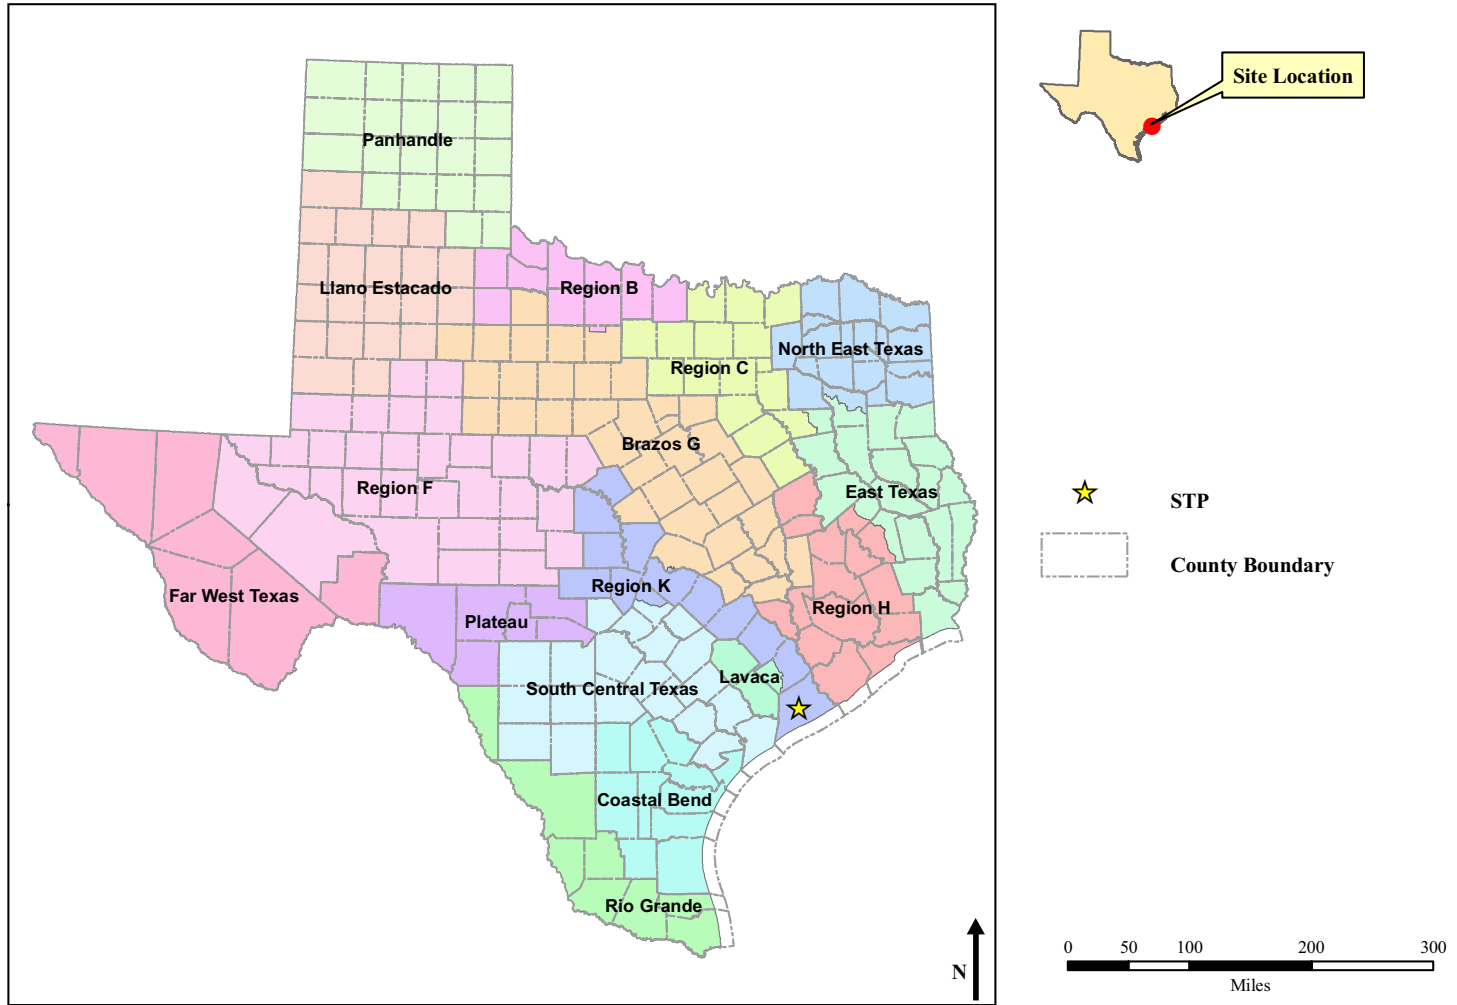 Panhandle
Llano Estacado
Region B
North East Texas
Region C
Brazos G
Region F
East Texas
Region K
Far West Texas
Region H
Plateau
Lavaca
South Central Texas
Coastal Bend
Rio Grande
N
Site Location
STP
County Boundary
0 50 100 200 300
Miles